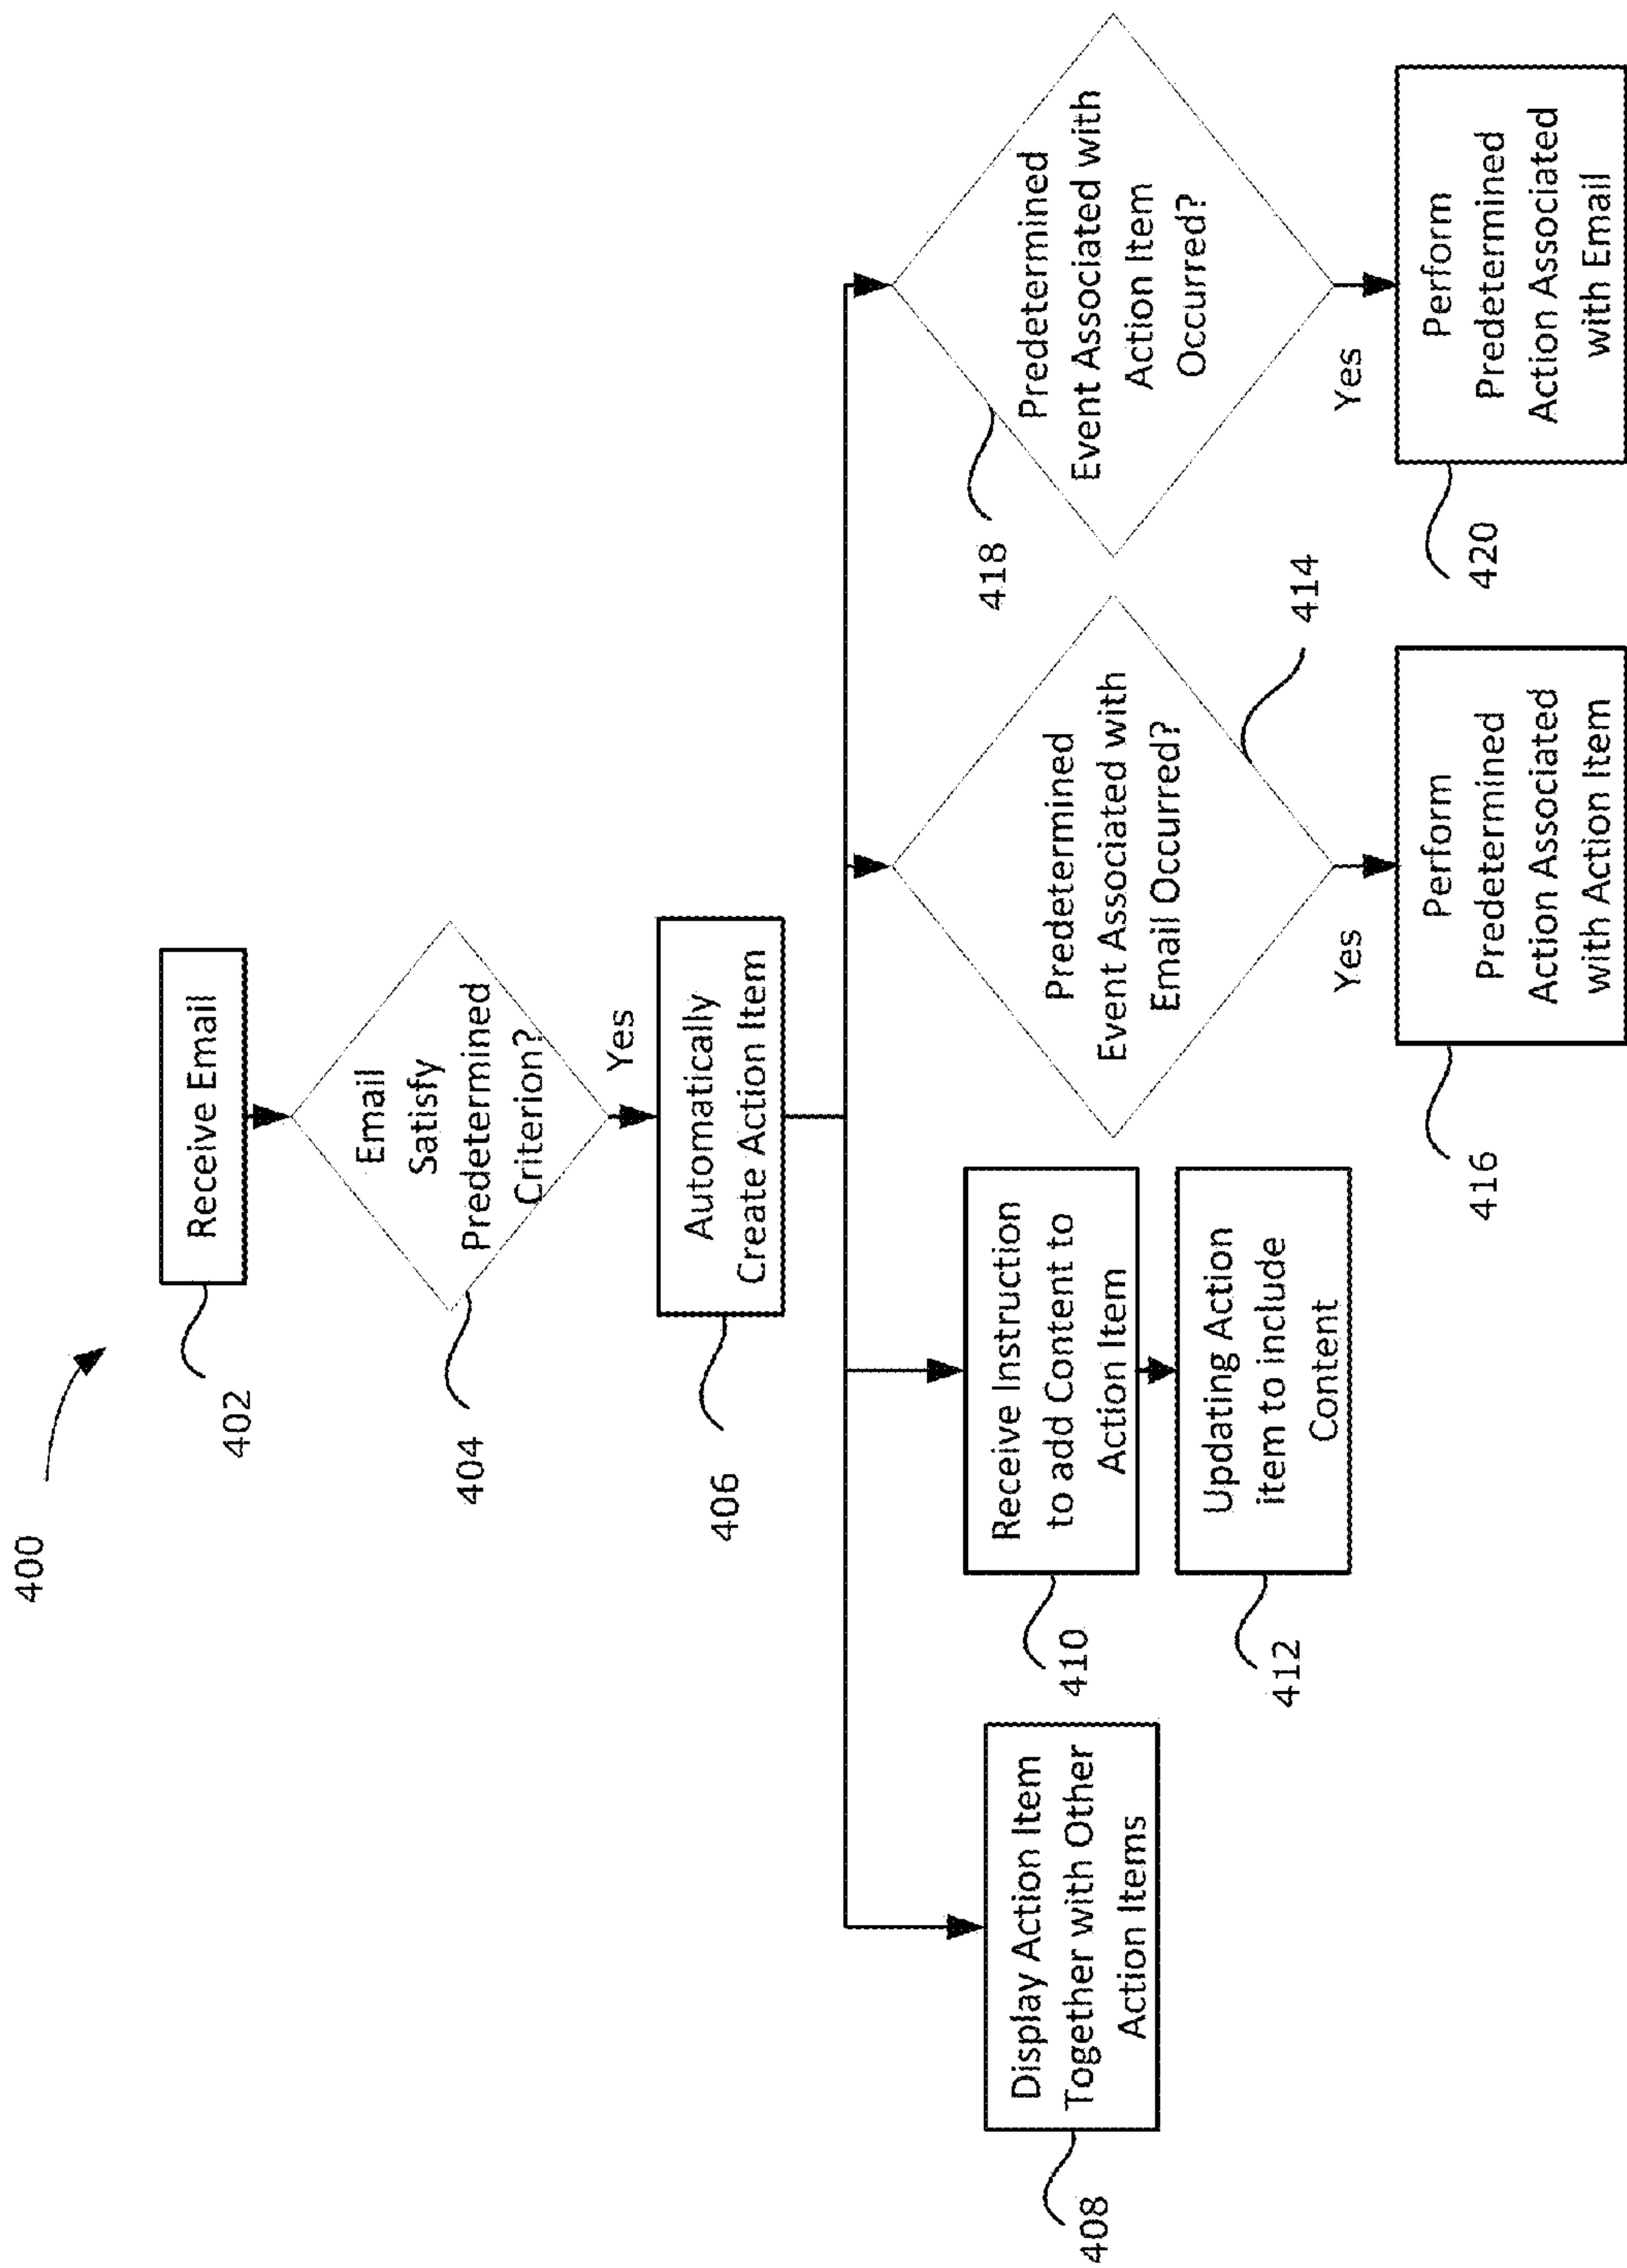 400
402
Receive Email
404
Email
Satisfy
Predetermined
Criterion?
Yes
406
Automatically
Create Action Item
408
Display Action Item
Together with Other
Action Items
410
Receive Instruction
to add Content to
Action Item
412
Updating Action
item to include
Content
Predetermined
Event Associated with
Email Occurred?
414
Yes
416
Perform
Predetermined
Action Associated
with Action Item
418
Predetermined
Event Associated with
Action Item
Occurred?
Yes
420
Perform
Predetermined
Action Associated
with Email